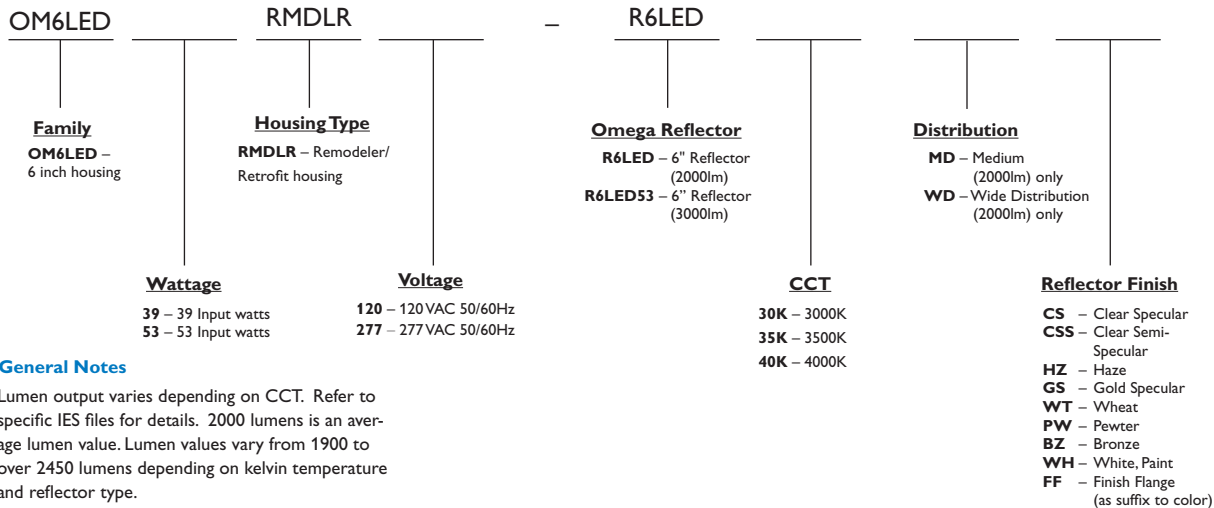 OM6LED RMDLR – R6LED
Family
OM6LED –
6 inch housing
Housing Type
RMDLR – Remodeler/
Retrofit housing
Omega Reflector
R6LED – 6" Reflector
(2000lm)
R6LED53 – 6” Reflector
(3000lm)
Distribution
MD – Medium
(2000lm) only
WD – Wide Distribution
(2000lm) only
Wattage
39 – 39 Input watts
53 – 53 Input watts
Voltage
120 – 120 VAC 50/60Hz
277 – 277 VAC 50/60Hz
CCT
30K – 3000K
35K – 3500K
40K – 4000K
Reflector Finish
CS – Clear Specular
CSS – Clear Semi-
Specular
HZ – Haze
GS – Gold Specular
WT – Wheat
PW – Pewter
BZ – Bronze
WH – White, Paint
FF – Finish Flange
(as suffix to color)
General Notes
Lumen output varies depending on CCT. Refer to
specific IES files for details. 2000 lumens is an aver-
age lumen value. Lumen values vary from 1900 to
over 2450 lumens depending on kelvin temperature
and reflector type.